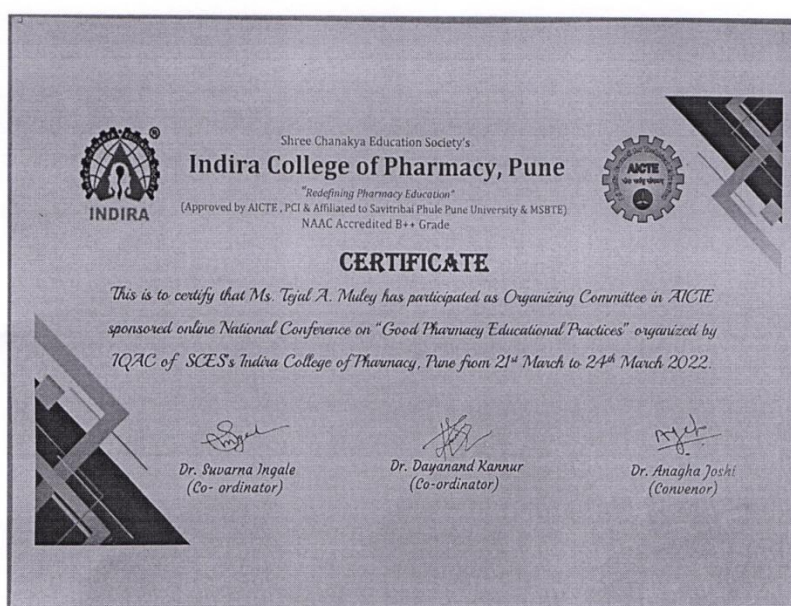 Shree Chanakya Education Society's
Indira College of Pharmacy, Pune
"Redefining Pharmacy Education"
(Approved by AICTE, PCI & Affiliated to Savitribai Phule Pune University & MSBTE)
NAAC Accredited B++ Grade
®
INDIRA
AICTE
CERTIFICATE
This is to certify that Ms. Tejal A. Muley has participated as Organizing Committee in AICTE
sponsored online National Conference on "Good Pharmacy Educational Practices" organized by
IQAC of SCES's Indira College of Pharmacy, Pune from 21st March to 24th March 2022.
Dr. Suvarna Ingale
(Co- ordinator)
Dr. Dayanand Kannur
(Co-ordinator)
Dr. Anagha Joshi
(Convenor)